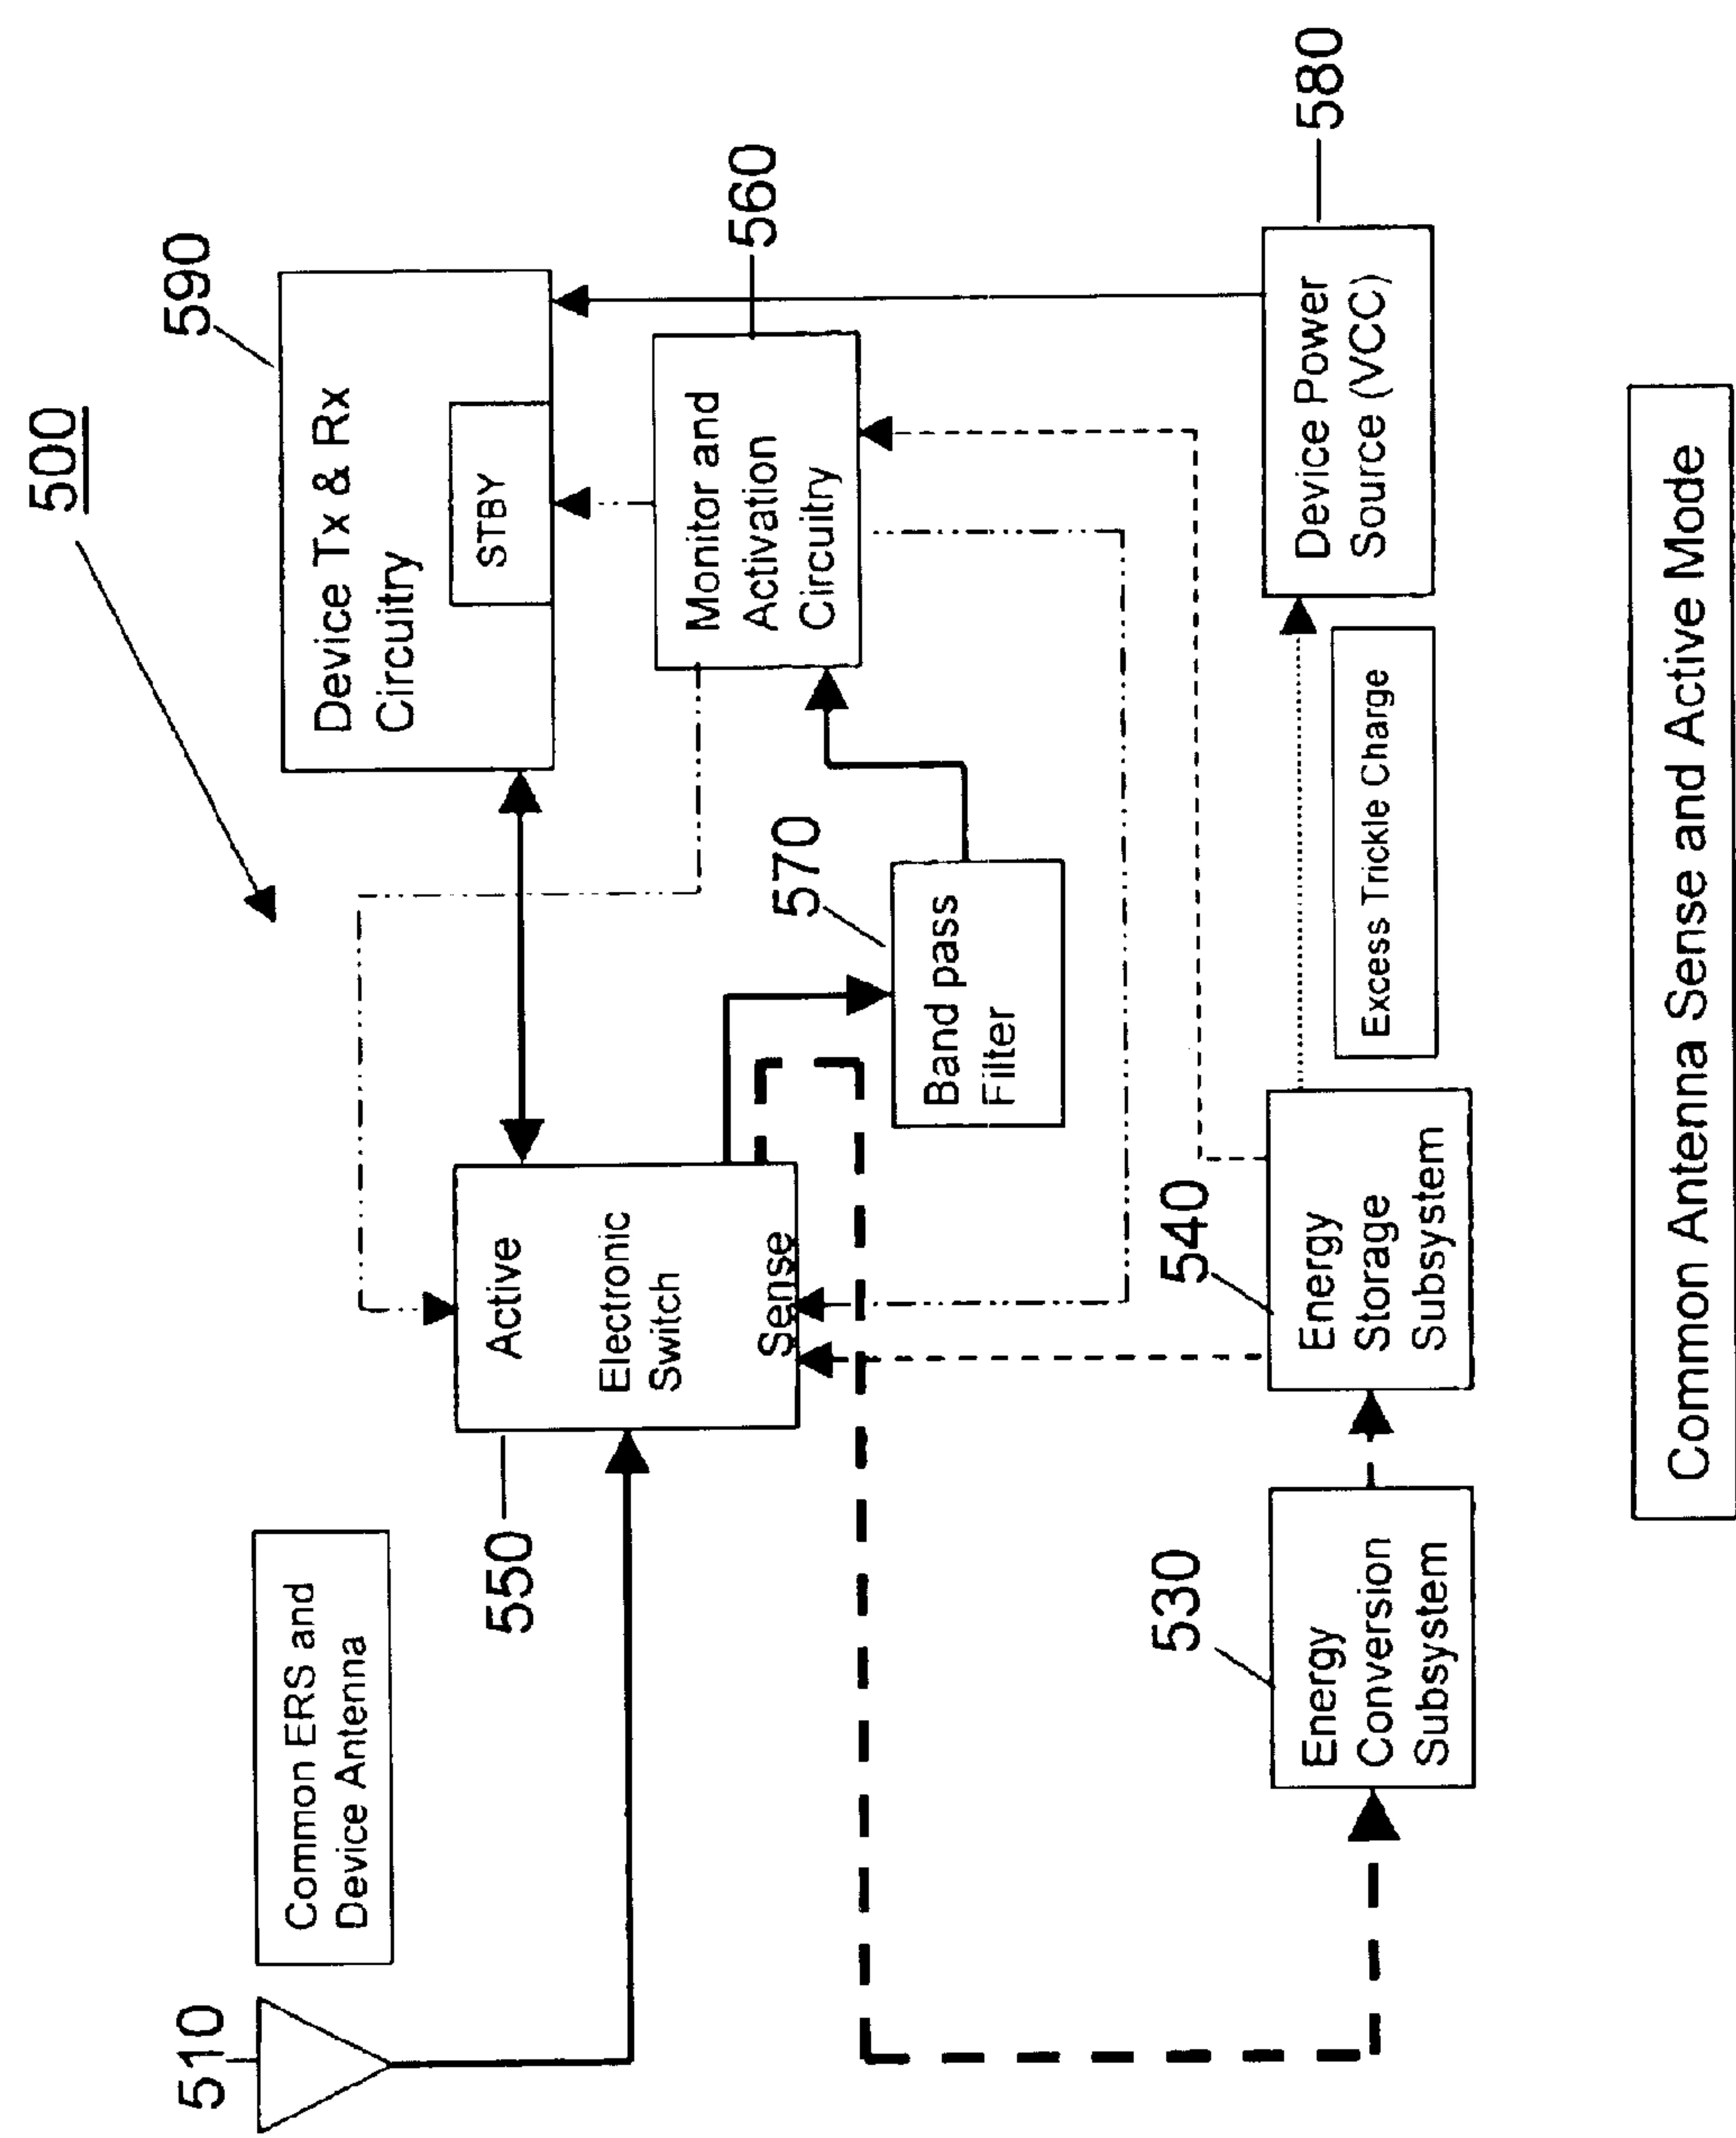 500
510
Common ERS and
Device Antenna
550
Active
Electronic
Switch
Sense
590
Device Tx & Rx
Circuitry
STBY
560
Monitor and
Activation
Circuitry
570
Band pass
Filter
530
Energy
Conversion
Subsystem
540
Energy
Storage
Subsystem
Excess Trickle Charge
580
Device Power
Source (VCC)
Common Antenna Sense and Active Mode